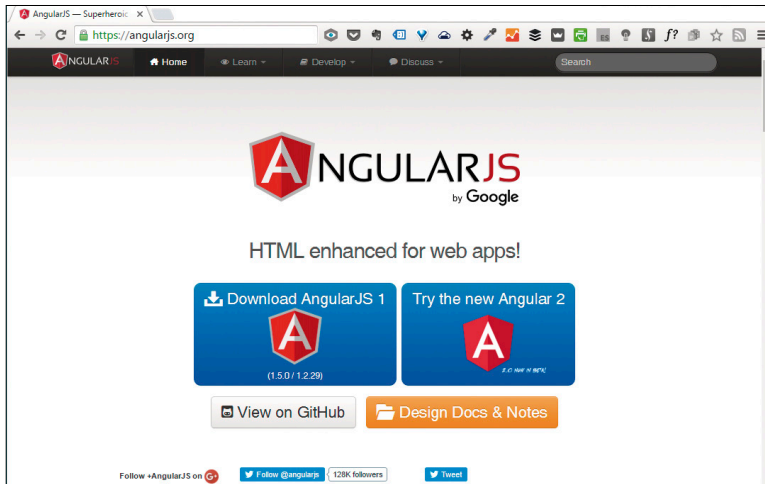 AngularJS — Superheroic
https://angularjs.org
ES
f?
ANGULARJS
Home
Learn
Develop
Discuss
Search
ANGULARJS
by Google
HTML enhanced for web apps!
Download AngularJS 1
(1.5.0 / 1.2.29)
Try the new Angular 2
View on GitHub
Design Docs & Notes
Follow +AngularJS on
G+
Follow @angularjs
128K followers
Tweet